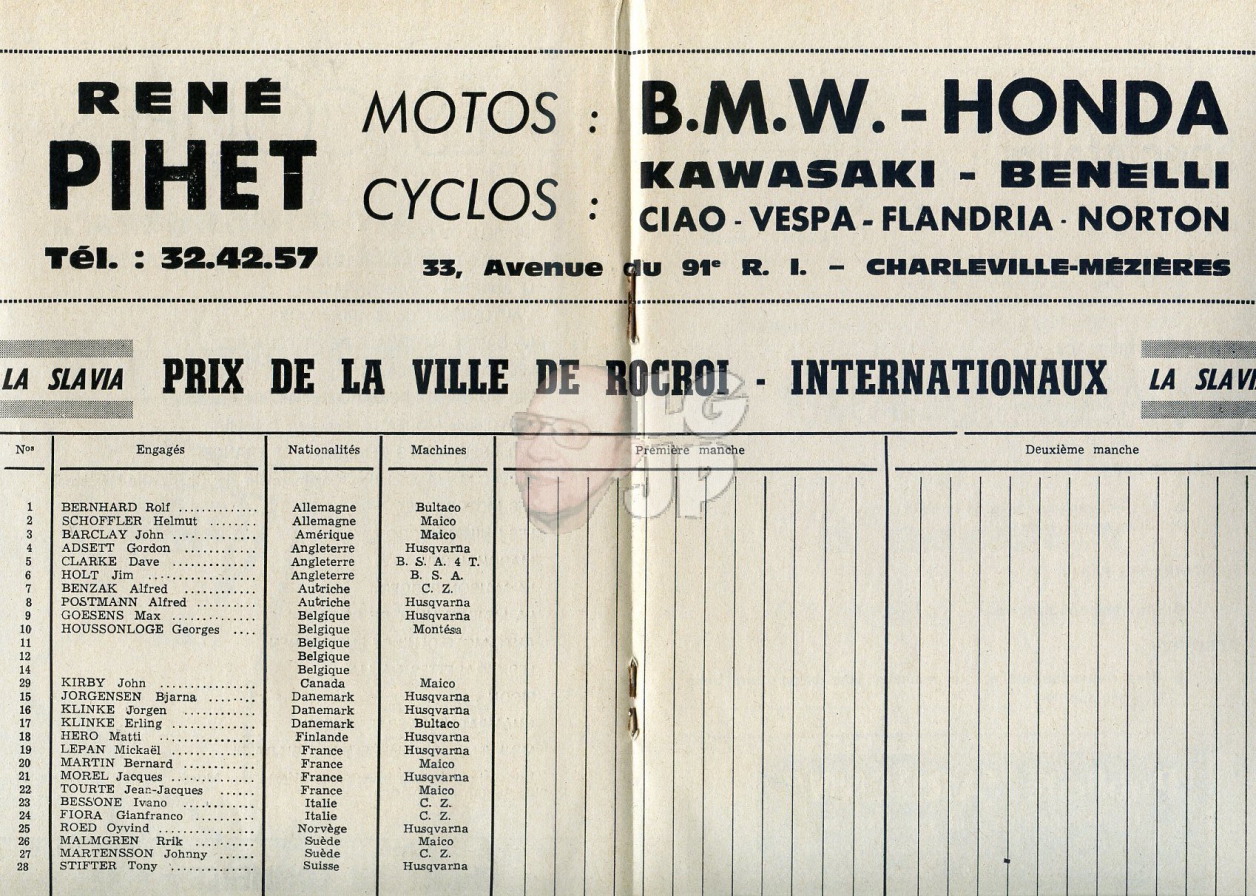 RENÉ
PIHET
Tél. : 32.42.57
MOTOS : B.M.W. - HONDA
KAWASAKI - BENELLI
CYCLOS : CIAO - VESPA - FLANDRIA - NORTON
33, Avenue du 91e R. I. – CHARLEVILLE-MÉZIÈRES
LA SLAVIA PRIX DE LA VILLE DE ROCROI - INTERNATIONAUX LA SLAVI
LG
JP
Nos Engagés Nationalités Machines Première manche Deuxième manche
1 BERNHARD Rolf ............ Allemagne Bultaco
2 SCHOFFLER Helmut ........ Allemagne Maico
3 BARCLAY John ............. Amérique Maico
4 ADSETT Gordon ........... Angleterre Husqvarna
5 CLARKE Dave ............. Angleterre B. S. A. 4 T.
6 HOLT Jim ................. Angleterre B. S. A.
7 BENZAK Alfred ........... Autriche C. Z.
8 POSTMANN Alfred ......... Autriche Husqvarna
9 GOESENS Max ............. Belgique Husqvarna
10 HOUSSONLOGE Georges .... Belgique Montésa
11 Belgique
12 Belgique
14 Belgique
29 KIRBY John ............... Canada Maico
15 JORGENSEN Bjarna ....... Danemark Husqvarna
16 KLINKE Jorgen ............ Danemark Husqvarna
17 KLINKE Erling ............. Danemark Bultaco
18 HERO Matti ............... Finlande Husqvarna
19 LEPAN Mickaël ............ France Husqvarna
20 MARTIN Bernard ........... France Maico
21 MOREL Jacques ............ France Husqvarna
22 TOURTE Jean-Jacques ...... France Maico
23 BESSONE Ivano ........... Italie C. Z.
24 FIORA Gianfranco ......... Italie C. Z.
25 ROED Oyvind .............. Norvège Husqvarna
26 MALMGREN Rrik .......... Suède Maico
27 MARTENSSON Johnny ...... Suède C. Z.
28 STIFTER Tony ............. Suisse Husqvarna